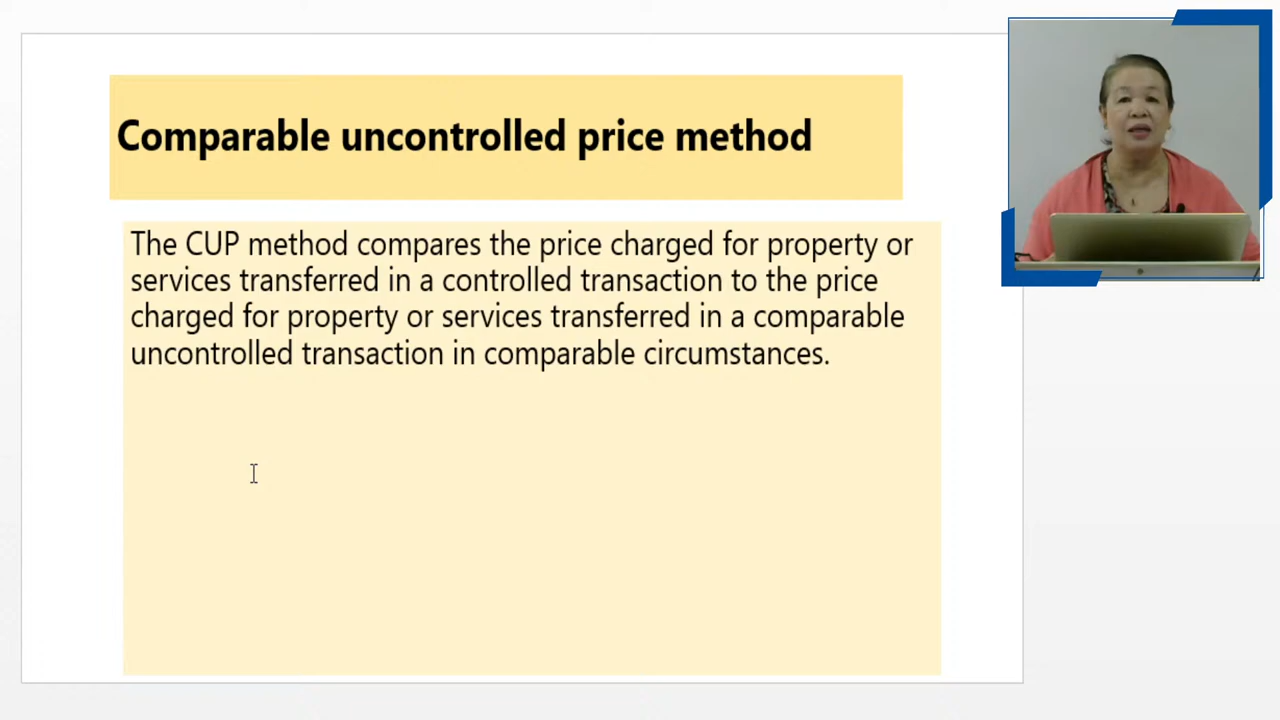 Comparable uncontrolled price method
The CUP method compares the price charged for property or
services transferred in a controlled transaction to the price
charged for property or services transferred in a comparable
uncontrolled transaction in comparable circumstances.